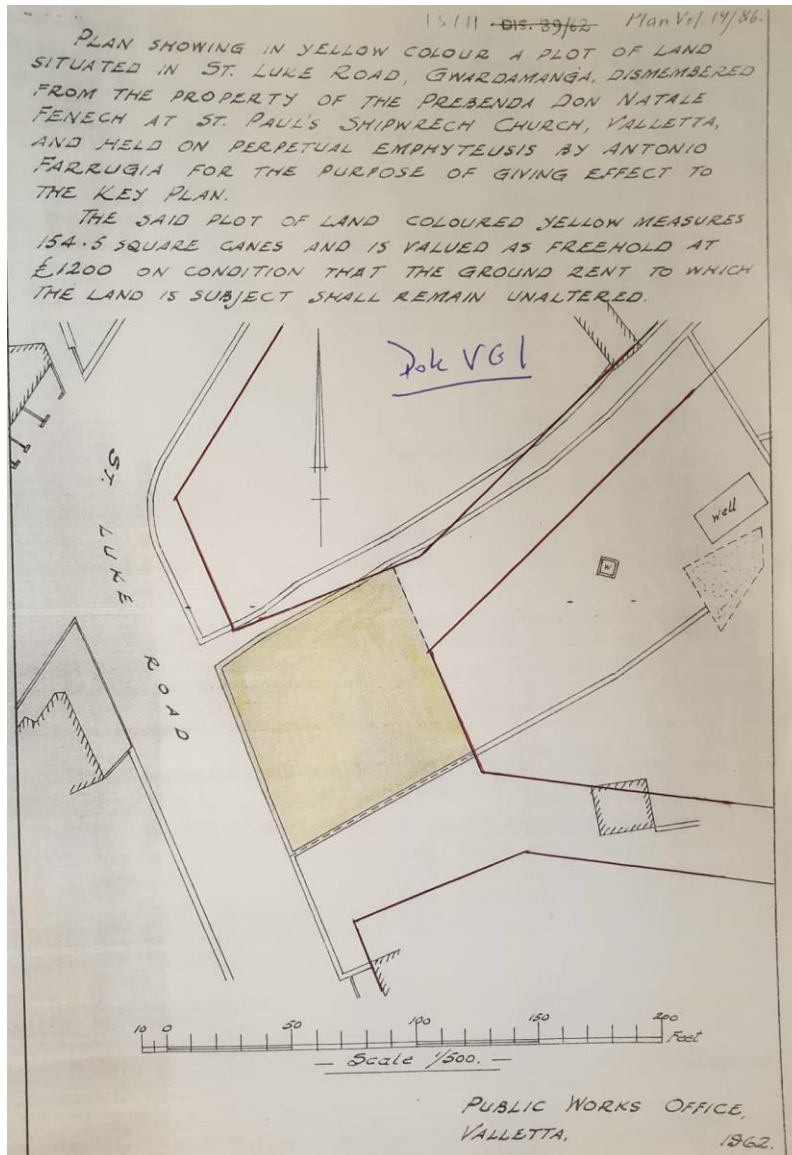 15/11 DIS. 39/62 Plan Vol. 19/86.
PLAN SHOWING IN YELLOW COLOUR A PLOT OF LAND
SITUATED IN ST. LUKE ROAD, GWARDAMANGA, DISMEMBERED
FROM THE PROPERTY OF THE PREBENDA DON NATALE
FENECH AT ST. PAUL'S SHIPWRECH CHURCH, VALLETTA,
AND HELD ON PERPETUAL EMPHYTEUSIS BY ANTONIO
FARRUGIA FOR THE PURPOSE OF GIVING EFFECT TO
THE KEY PLAN.
THE SAID PLOT OF LAND COLOURED YELLOW MEASURES
154.5 SQUARE CANES AND IS VALUED AS FREEHOLD AT
£1200 ON CONDITION THAT THE GROUND RENT TO WHICH
THE LAND IS SUBJECT SHALL REMAIN UNALTERED.
Dok VG1
ST. LUKE ROAD
well
W
10 0 50 100 150 200 Feet
— Scale 1/500. —
PUBLIC WORKS OFFICE,
VALLETTA. 1962.